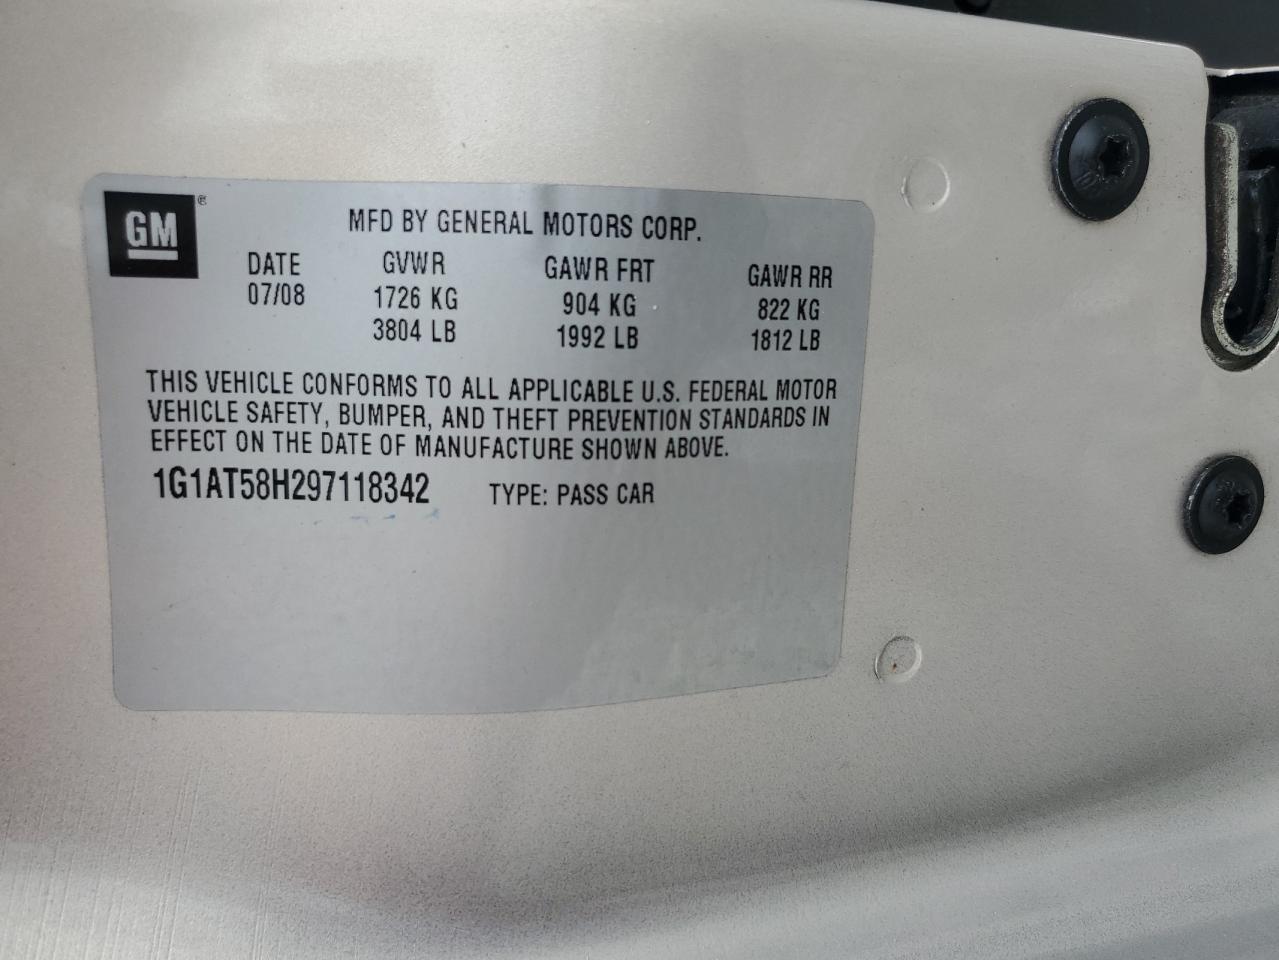 GM ®
MFD BY GENERAL MOTORS CORP.
DATE GVWR GAWR FRT GAWR RR
07/08 1726 KG 904 KG 822 KG
3804 LB 1992 LB 1812 LB
THIS VEHICLE CONFORMS TO ALL APPLICABLE U.S. FEDERAL MOTOR
VEHICLE SAFETY, BUMPER, AND THEFT PREVENTION STANDARDS IN
EFFECT ON THE DATE OF MANUFACTURE SHOWN ABOVE.
1G1AT58H297118342 TYPE: PASS CAR